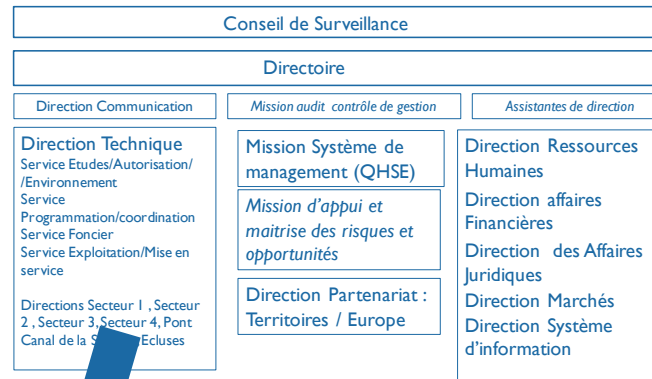 Conseil de Surveillance
Directoire
Direction Communication
Mission audit contrôle de gestion
Assistantes de direction
Direction Technique
Service Etudes/Autorisation/
/Environnement
Service
Programmation/coordination
Service Foncier
Service Exploitation/Mise en
service
Directions Secteur 1 , Secteur
2 , Secteur 3, Secteur 4, Pont
Canal de la Ecluses
Mission Système de
management (QHSE)
Mission d'appui et
maitrise des risques et
opportunités
Direction Partenariat :
Territoires / Europe
Direction Ressources
Humaines
Direction affaires
Financières
Direction des Affaires
Juridiques
Direction Marchés
Direction Système
d'information